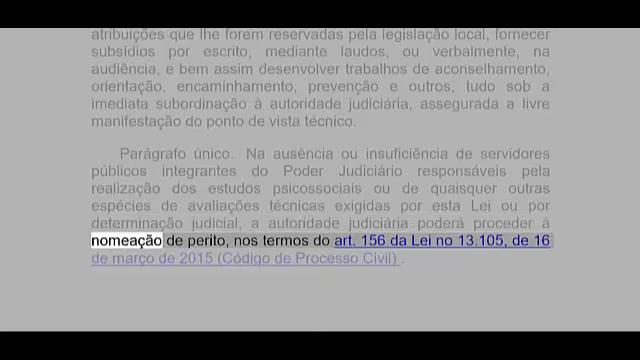 atribuições que lhe forem reservadas pela legislação local, fornecer
subsídios por escrito, mediante laudos, ou verbalmente, na
audiência, e bem assim desenvolver trabalhos de aconselhamento,
orientação, encaminhamento, prevenção e outros, tudo sob a
imediata subordinação à autoridade judiciária, assegurada a livre
manifestação do ponto de vista técnico.
Parágrafo único. Na ausência ou insuficiência de servidores
públicos integrantes do Poder Judiciário responsáveis pela
realização dos estudos psicossociais ou de quaisquer outras
espécies de avaliações técnicas exigidas por esta Lei ou por
determinação judicial, a autoridade judiciária poderá proceder à
nomeação de perito, nos termos do art. 156 da Lei no 13.105, de 16
de março de 2015 (Código de Processo Civil) .